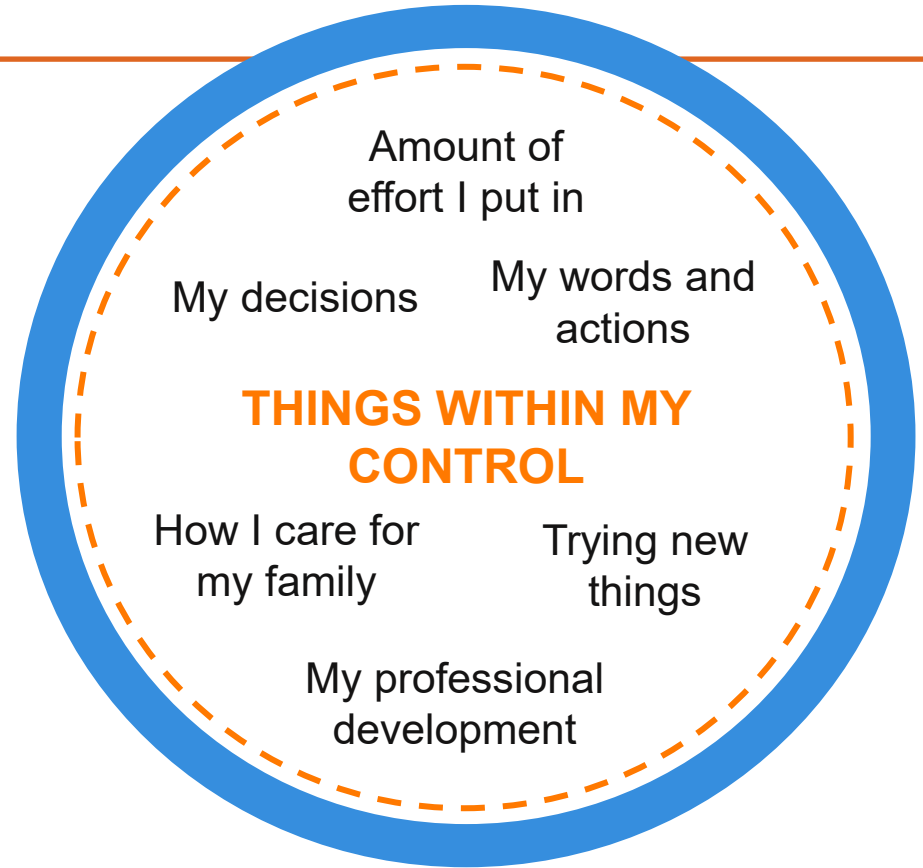 Amount of
effort I put in
My decisions
My words and
actions
THINGS WITHIN MY
CONTROL
How I care for
my family
Trying new
things
My professional
development